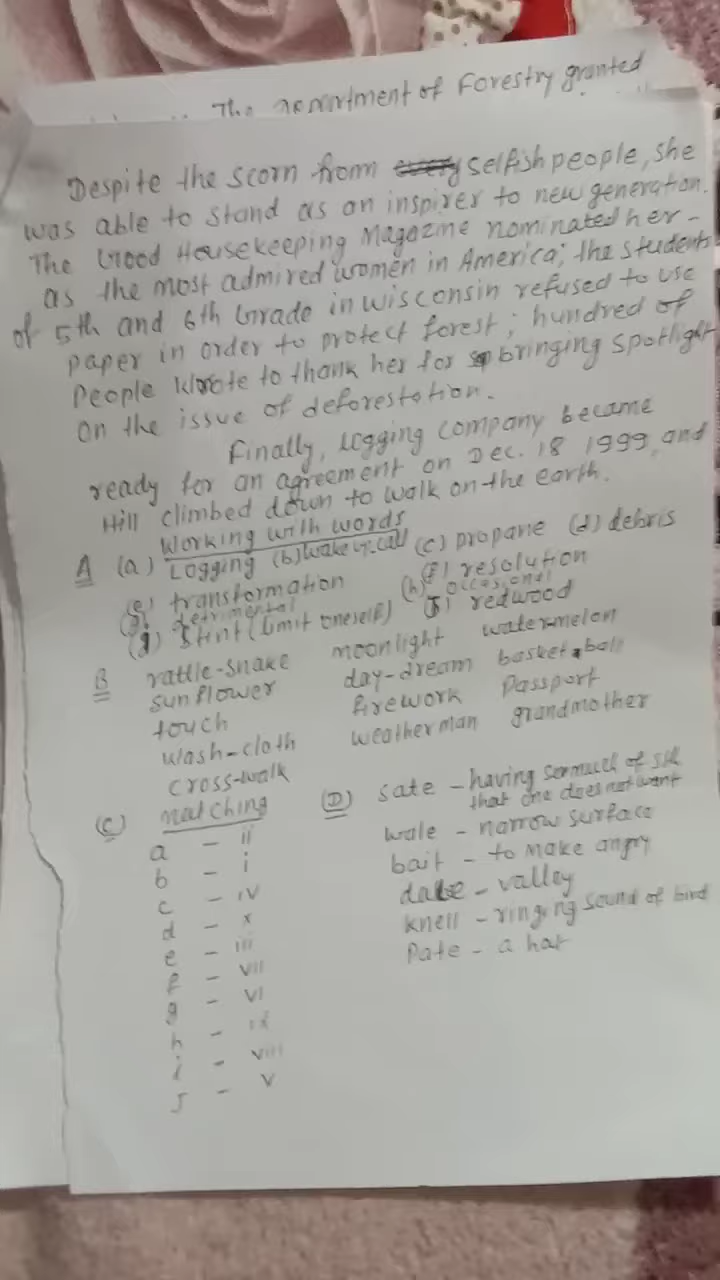 The department of Forestry granted
Despite the scorn from selfish people, she
was able to stand as an inspirer to new generation.
The Good Housekeeping Magazine nominated her -
as the most admired women in America; the students
of 5th and 6th Grade in Wisconsin refused to use
paper in order to protect forest; hundred of
People Wrote to thank her for bringing spotlight
On the issue of deforestation.
Finally, logging company became
ready for an agreement on Dec. 18 1999, and
Hill climbed down to walk on the earth.
Working with words
A (a) Logging (b) Wake up call (c) propane (d) debris
(e) transformation (f) resolution
(g) detrimental (h) occasional
(i) stint (limit oneself) (j) redwood
B rattle-snake moonlight watermelon
sunflower day-dream basket ball
touch firework Passport
wash-cloth weather man grandmother
cross-walk
(C) matching
a - ii
b - i
c - iv
d - x
e - iii
f - vii
g - vi
h - ix
i - viii
J - v
(D) sate - having so much of
that one does not want
wale - narrow surface
bait - to make angry
dale - valley
knell - ringing sound of bird
Pate - a hat